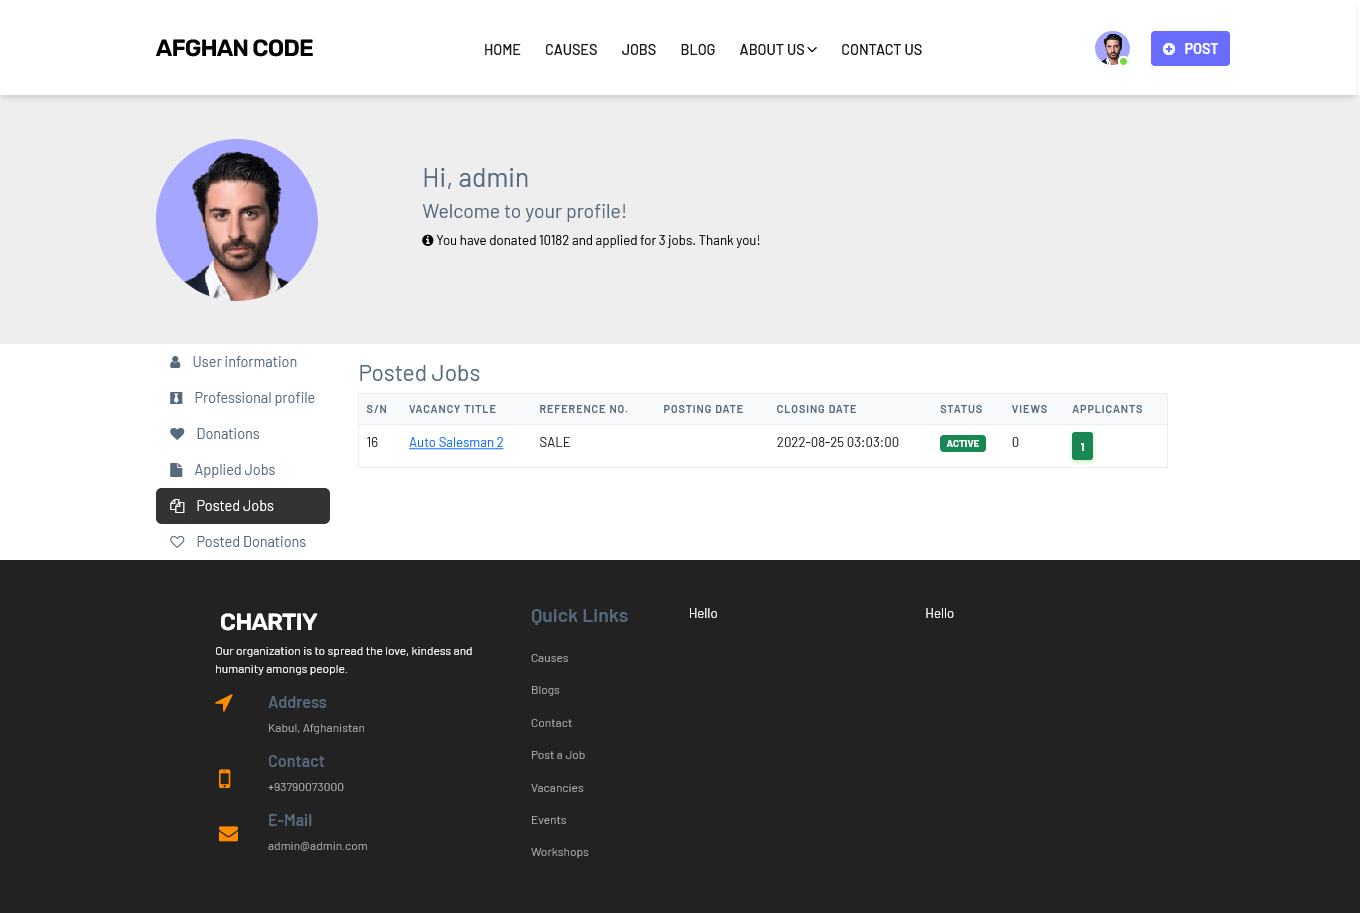 AFGHAN CODE
HOME CAUSES JOBS BLOG ABOUT US CONTACT US
POST
Hi, admin
Welcome to your profile!
You have donated 10182 and applied for 3 jobs. Thank you!
User information
Professional profile
Donations
Applied Jobs
Posted Jobs
Posted Donations
Posted Jobs
S/N VACANCY TITLE REFERENCE NO. POSTING DATE CLOSING DATE STATUS VIEWS APPLICANTS
16 Auto Salesman 2 SALE 2022-08-25 03:03:00 ACTIVE 0 1
CHARTIY
Our organization is to spread the love, kindess and
humanity amongs people.
Address
Kabul, Afghanistan
Contact
+93790073000
E-Mail
admin@admin.com
Quick Links
Causes
Blogs
Contact
Post a Job
Vacancies
Events
Workshops
Hello
Hello